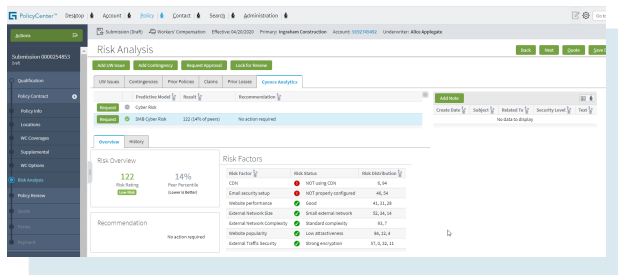 PolicyCenter™ Desktop Account Policy Contact Search Administration
Actions
Submission (Draft) Workers' Compensation Effective 04/20/2020 Primary: Ingraham Construction Account: Underwriter: Alice Applegate
Submission 0000254853
Draft
Risk Analysis
Back Next Quote Save
Add UW Issue Add Contingency Request Approval Lock for Review
UW Issues Contingencies Prior Policies Claims Prior Losses Cyence Analytics
Qualification
Policy Contract
Policy Info
Locations
WC Coverages
Supplemental
WC Options
Risk Analysis
Policy Review
Quote
Payment
Predictive Model Result Recommendation
Request Cyber Risk
Request SMB Cyber Risk 122 (14% of peers) No action required
Add Note
Create Date Subject Related To Security Level Text
No data to display
Overview History
Risk Overview
122 14%
Risk Rating Peer Percentile
Low Risk (Lower is Better)
Recommendation
No action required
Risk Factors
Risk Factor Risk Status Risk Distribution
CDN NOT using CDN 6, 94
Email security setup NOT properly configured 46, 54
Website performance Good 41, 31, 28
External Network Size Small external network 52, 34, 14
External Network Complexity Standard complexity 93, 7
Website popularity Low attractiveness 84, 12, 4
External Traffic Security Strong encryption 57, 0, 32, 11